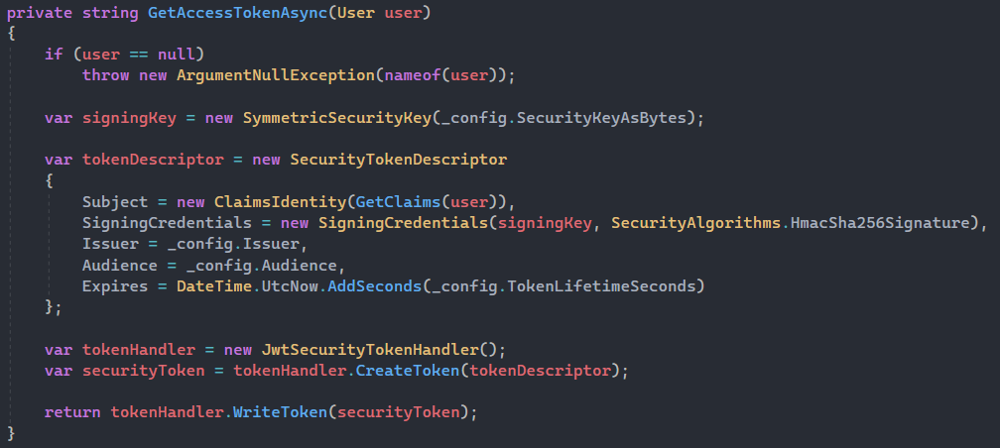 private string GetAccessTokenAsync(User user)
{
    if (user == null)
        throw new ArgumentNullException(nameof(user));

    var signingKey = new SymmetricSecurityKey(_config.SecurityKeyAsBytes);

    var tokenDescriptor = new SecurityTokenDescriptor
    {
        Subject = new ClaimsIdentity(GetClaims(user)),
        SigningCredentials = new SigningCredentials(signingKey, SecurityAlgorithms.HmacSha256Signature),
        Issuer = _config.Issuer,
        Audience = _config.Audience,
        Expires = DateTime.UtcNow.AddSeconds(_config.TokenLifetimeSeconds)
    };

    var tokenHandler = new JwtSecurityTokenHandler();
    var securityToken = tokenHandler.CreateToken(tokenDescriptor);

    return tokenHandler.WriteToken(securityToken);
}